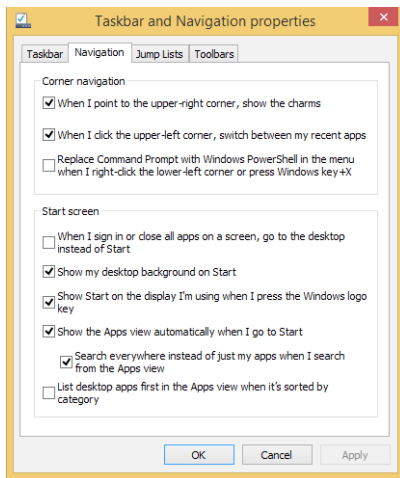 Taskbar and Navigation properties
Taskbar Navigation Jump Lists Toolbars
Corner navigation
When I point to the upper-right corner, show the charms
When I click the upper-left corner, switch between my recent apps
Replace Command Prompt with Windows PowerShell in the menu
when I right-click the lower-left corner or press Windows key+X
Start screen
When I sign in or close all apps on a screen, go to the desktop
instead of Start
Show my desktop background on Start
Show Start on the display I'm using when I press the Windows logo
key
Show the Apps view automatically when I go to Start
Search everywhere instead of just my apps when I search
from the Apps view
List desktop apps first in the Apps view when it's sorted by
category
OK Cancel Apply